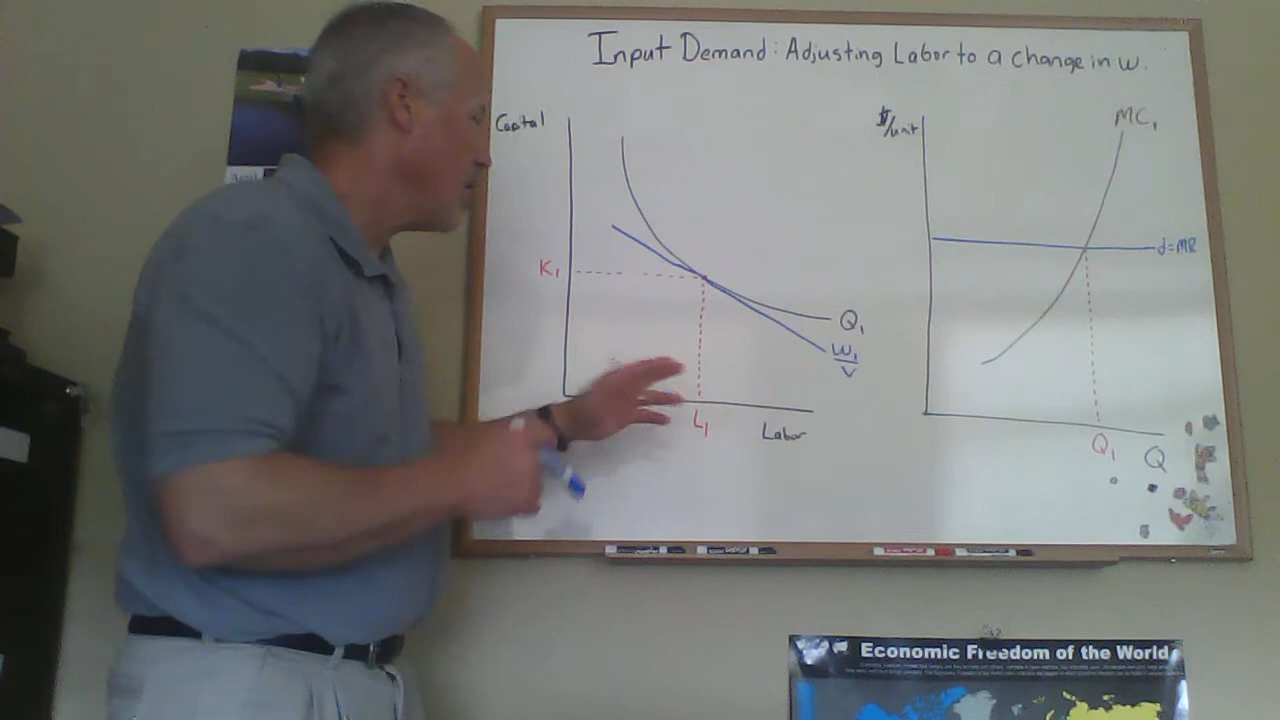 Input Demand: Adjusting Labor to a change in w.
Capital
$/unit
MC₁
d=MR
K₁
Q₁
W₁
V
L₁
Labor
Q₁
Q
Economic Freedom of the World